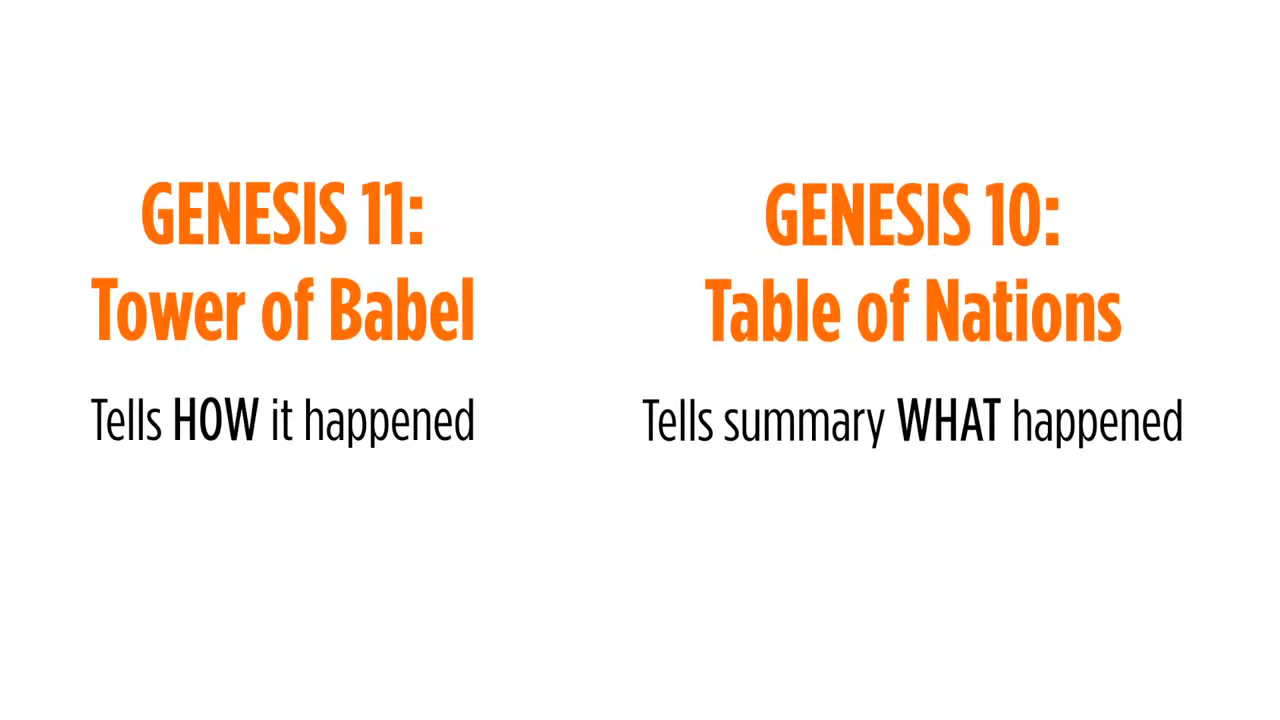 GENESIS 11:
Tower of Babel
Tells HOW it happened
GENESIS 10:
Table of Nations
Tells summary WHAT happened